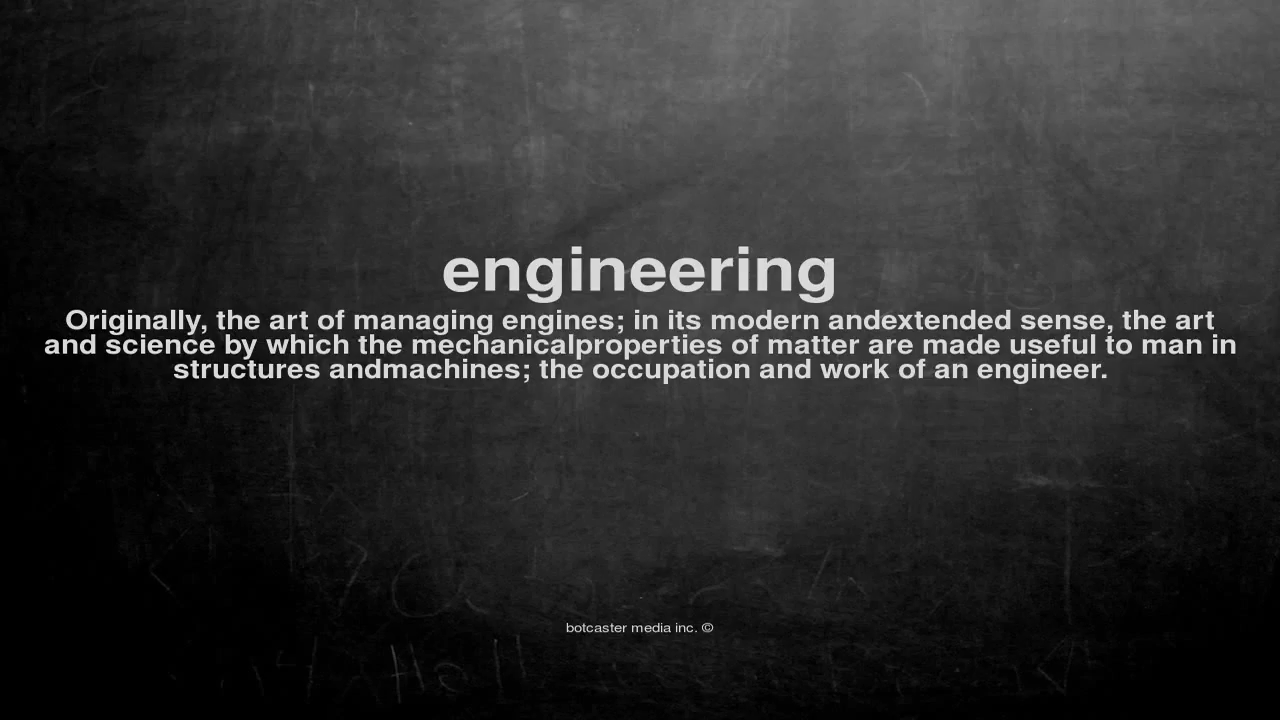 engineering
Originally, the art of managing engines; in its modern andextended sense, the art
and science by which the mechanicalproperties of matter are made useful to man in
structures andmachines; the occupation and work of an engineer.
botcaster media inc. ©